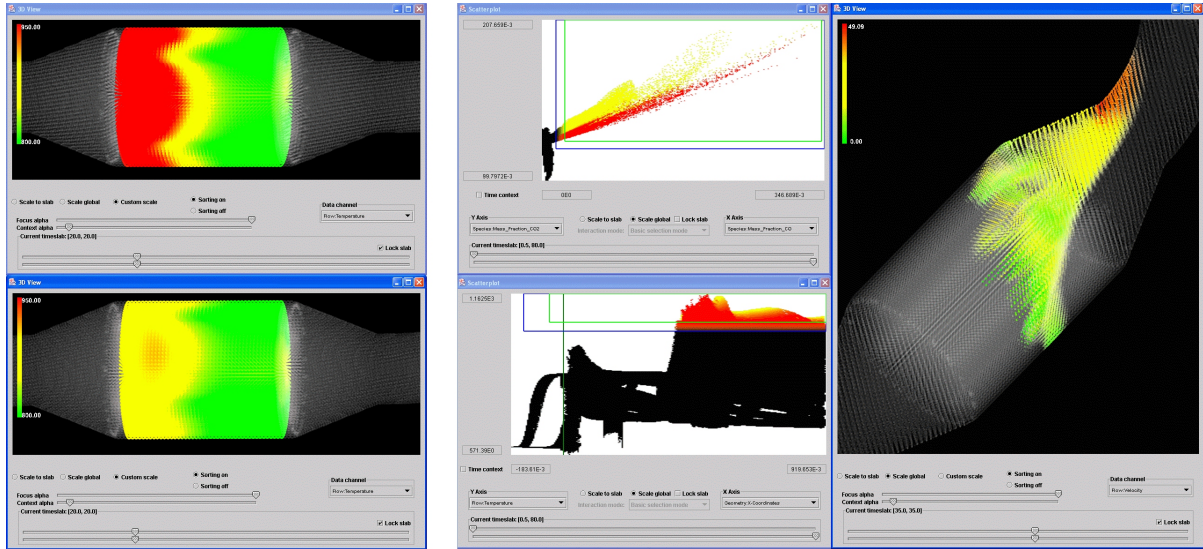 3D View
950.00
800.00
Scale to slab Scale global Custom scale Sorting on
Sorting off
Data channel
Flow:Temperature
Focus alpha
Context alpha
Current timeslab: [20.0, 20.0]
Lock slab
3D View
950.00
800.00
Scale to slab Scale global Custom scale Sorting on
Sorting off
Data channel
Flow:Temperature
Focus alpha
Context alpha
Current timeslab: [20.0, 20.0]
Lock slab
Scatterplot
207.659E-3
99.7972E-3
Time context 0E0 346.689E-3
Y Axis Scale to slab Scale global Lock slab X Axis
Species:Mass_Fraction_CO2 Interaction mode: Basic selection mode Species:Mass_Fraction_CO
Current timeslab: [0.5, 80.0]
Scatterplot
1.1625E3
571.39E0
Time context -183.61E-3 919.653E-3
Y Axis Scale to slab Scale global Lock slab X Axis
Flow:Temperature Interaction mode: Basic selection mode Geometry:X-Coordinates
Current timeslab: [0.5, 80.0]
3D View
49.09
0.00
Scale to slab Scale global Custom scale Sorting on
Sorting off
Data channel
Flow:Velocity
Focus alpha
Context alpha
Current timeslab: [35.0, 35.0]
Lock slab